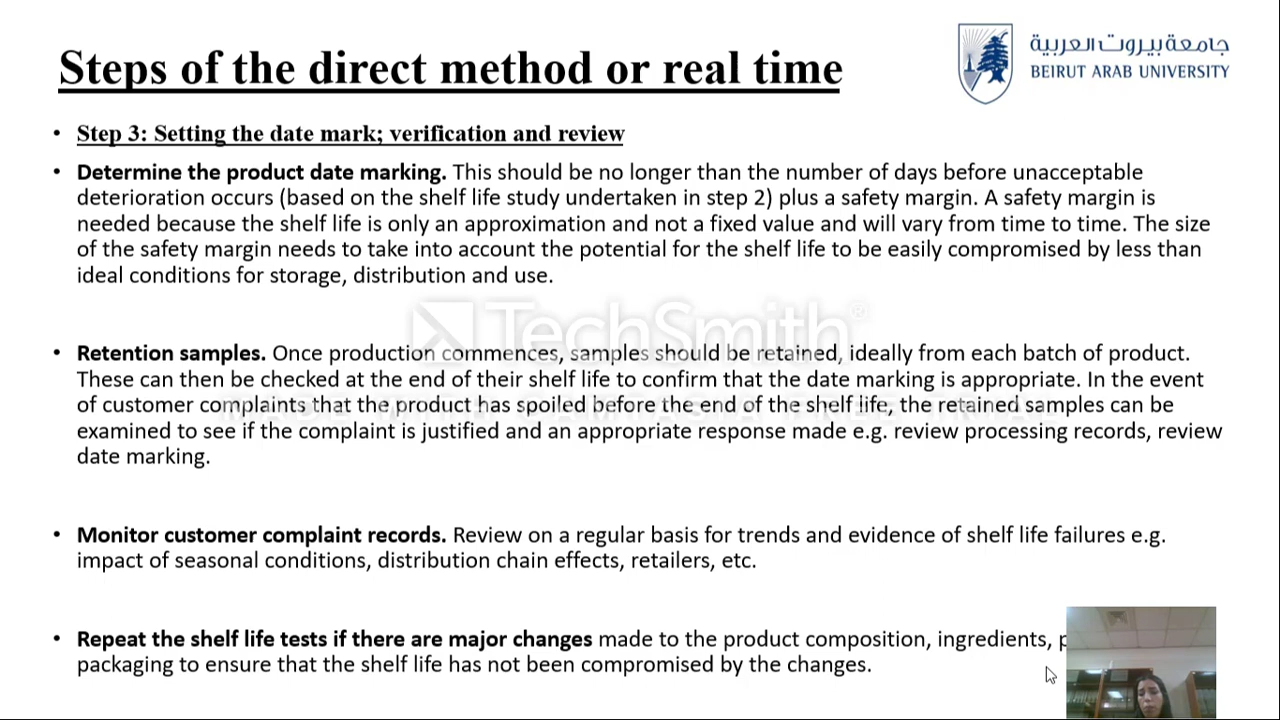 Steps of the direct method or real time
جامعة بيروت العربية
BEIRUT ARAB UNIVERSITY
• Step 3: Setting the date mark; verification and review
• Determine the product date marking. This should be no longer than the number of days before unacceptable
deterioration occurs (based on the shelf life study undertaken in step 2) plus a safety margin. A safety margin is
needed because the shelf life is only an approximation and not a fixed value and will vary from time to time. The size
of the safety margin needs to take into account the potential for the shelf life to be easily compromised by less than
ideal conditions for storage, distribution and use.
TechSmith®
• Retention samples. Once production commences, samples should be retained, ideally from each batch of product.
These can then be checked at the end of their shelf life to confirm that the date marking is appropriate. In the event
of customer complaints that the product has spoiled before the end of the shelf life, the retained samples can be
MADE WITH CAMTASIA FREE TRIAL
examined to see if the complaint is justified and an appropriate response made e.g. review processing records, review
date marking.
• Monitor customer complaint records. Review on a regular basis for trends and evidence of shelf life failures e.g.
impact of seasonal conditions, distribution chain effects, retailers, etc.
• Repeat the shelf life tests if there are major changes made to the product composition, ingredients,
packaging to ensure that the shelf life has not been compromised by the changes.